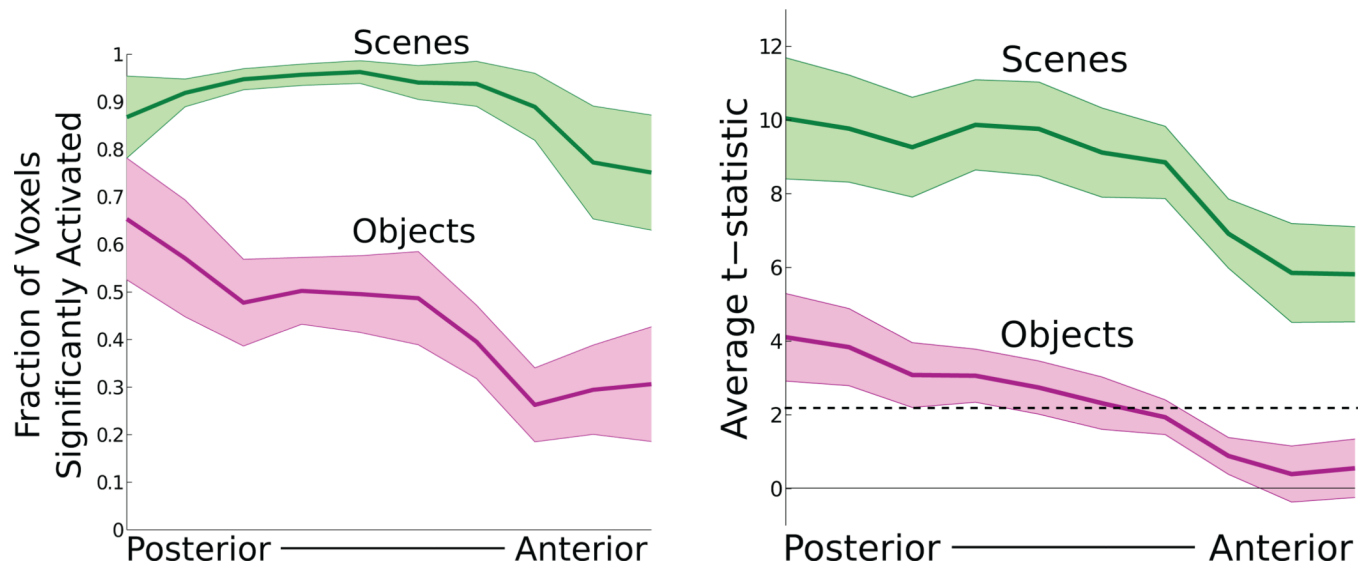 Scenes
Objects
Fraction of Voxels
Significantly Activated
1
0.9
0.8
0.7
0.6
0.5
0.4
0.3
0.2
0.1
0
Posterior Anterior
Scenes
Objects
Average t−statistic
12
10
8
6
4
2
0
Posterior Anterior